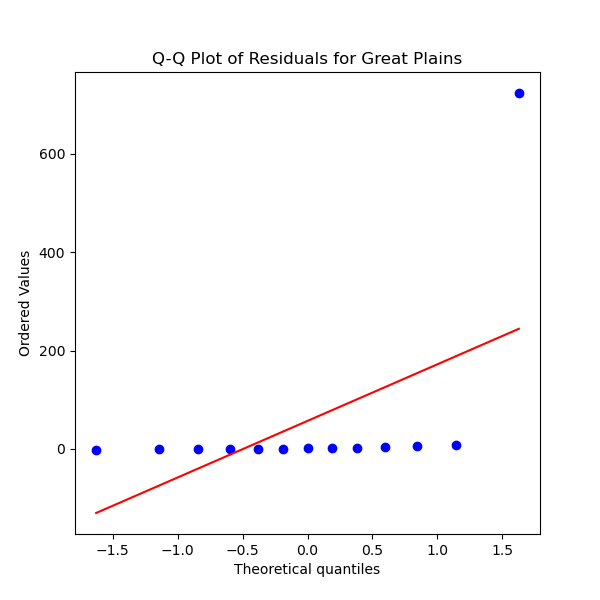 Q-Q Plot of Residuals for Great Plains
600
400
200
0
Ordered Values
−1.5 −1.0 −0.5 0.0 0.5 1.0 1.5
Theoretical quantiles